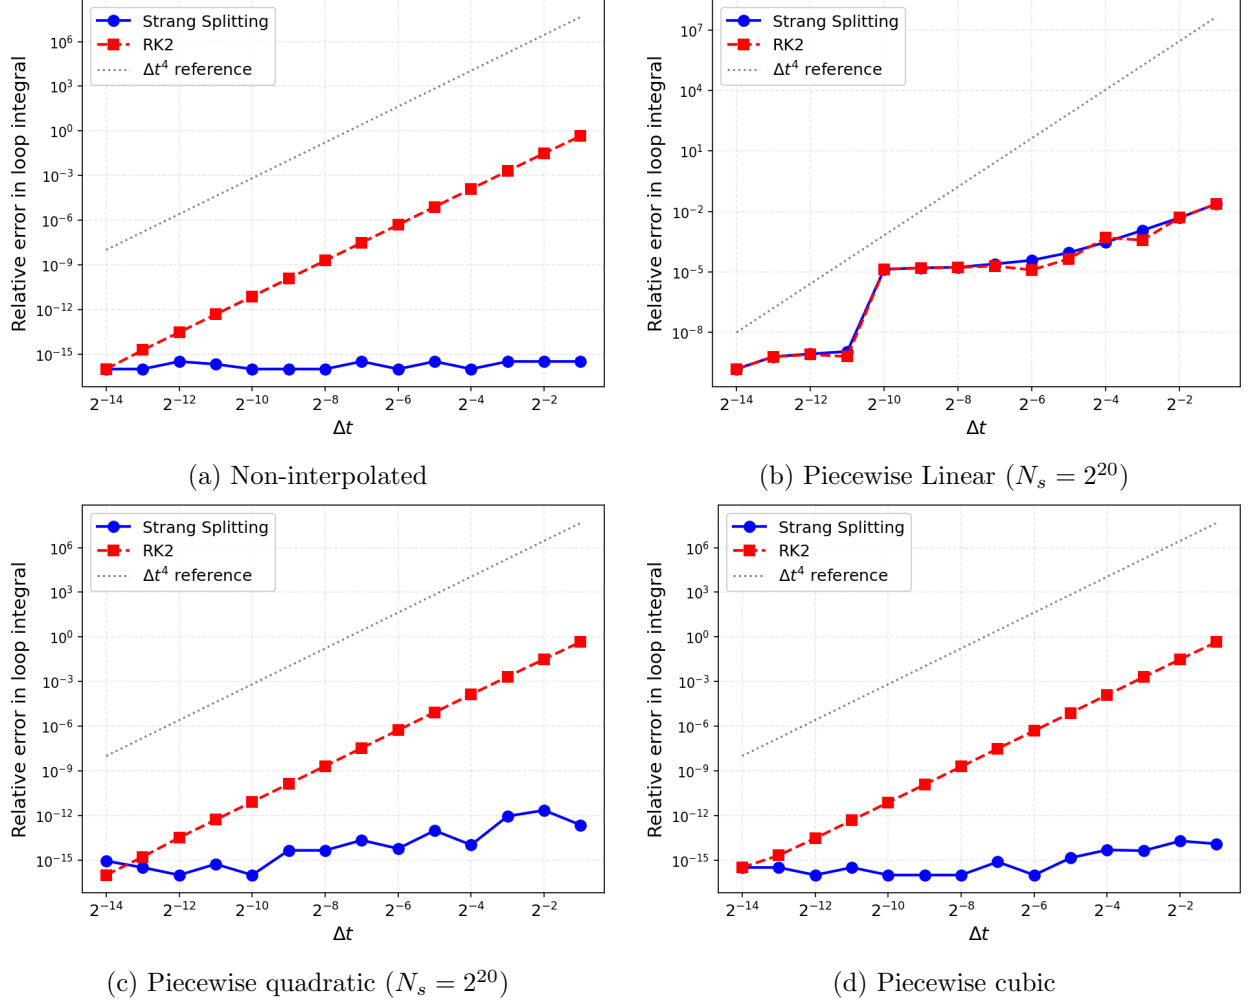 Relative error in loop integral
10⁶
10³
10⁰
10⁻³
10⁻⁶
10⁻⁹
10⁻¹²
10⁻¹⁵
Strang Splitting
RK2
Δt⁴ reference
2⁻¹⁴ 2⁻¹² 2⁻¹⁰ 2⁻⁸ 2⁻⁶ 2⁻⁴ 2⁻²
Δt
(a) Non-interpolated
Relative error in loop integral
10⁷
10⁴
10¹
10⁻²
10⁻⁵
10⁻⁸
Strang Splitting
RK2
Δt⁴ reference
2⁻¹⁴ 2⁻¹² 2⁻¹⁰ 2⁻⁸ 2⁻⁶ 2⁻⁴ 2⁻²
Δt
(b) Piecewise Linear (Nₛ = 2²⁰)
Relative error in loop integral
10⁶
10³
10⁰
10⁻³
10⁻⁶
10⁻⁹
10⁻¹²
10⁻¹⁵
Strang Splitting
RK2
Δt⁴ reference
2⁻¹⁴ 2⁻¹² 2⁻¹⁰ 2⁻⁸ 2⁻⁶ 2⁻⁴ 2⁻²
Δt
(c) Piecewise quadratic (Nₛ = 2²⁰)
Relative error in loop integral
10⁶
10³
10⁰
10⁻³
10⁻⁶
10⁻⁹
10⁻¹²
10⁻¹⁵
Strang Splitting
RK2
Δt⁴ reference
2⁻¹⁴ 2⁻¹² 2⁻¹⁰ 2⁻⁸ 2⁻⁶ 2⁻⁴ 2⁻²
Δt
(d) Piecewise cubic